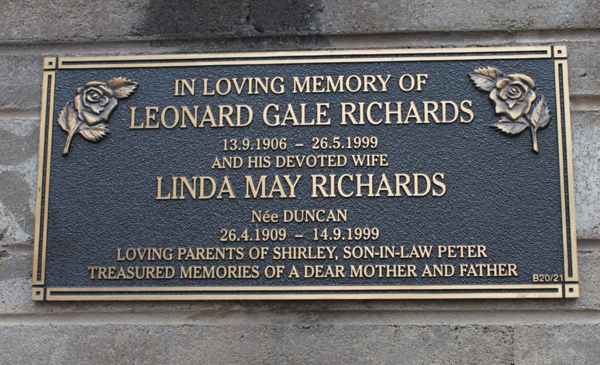 IN LOVING MEMORY OF
LEONARD GALE RICHARDS
13.9.1906 – 26.5.1999
AND HIS DEVOTED WIFE
LINDA MAY RICHARDS
Née DUNCAN
26.4.1909 – 14.9.1999
LOVING PARENTS OF SHIRLEY, SON-IN-LAW PETER
TREASURED MEMORIES OF A DEAR MOTHER AND FATHER
B20/21